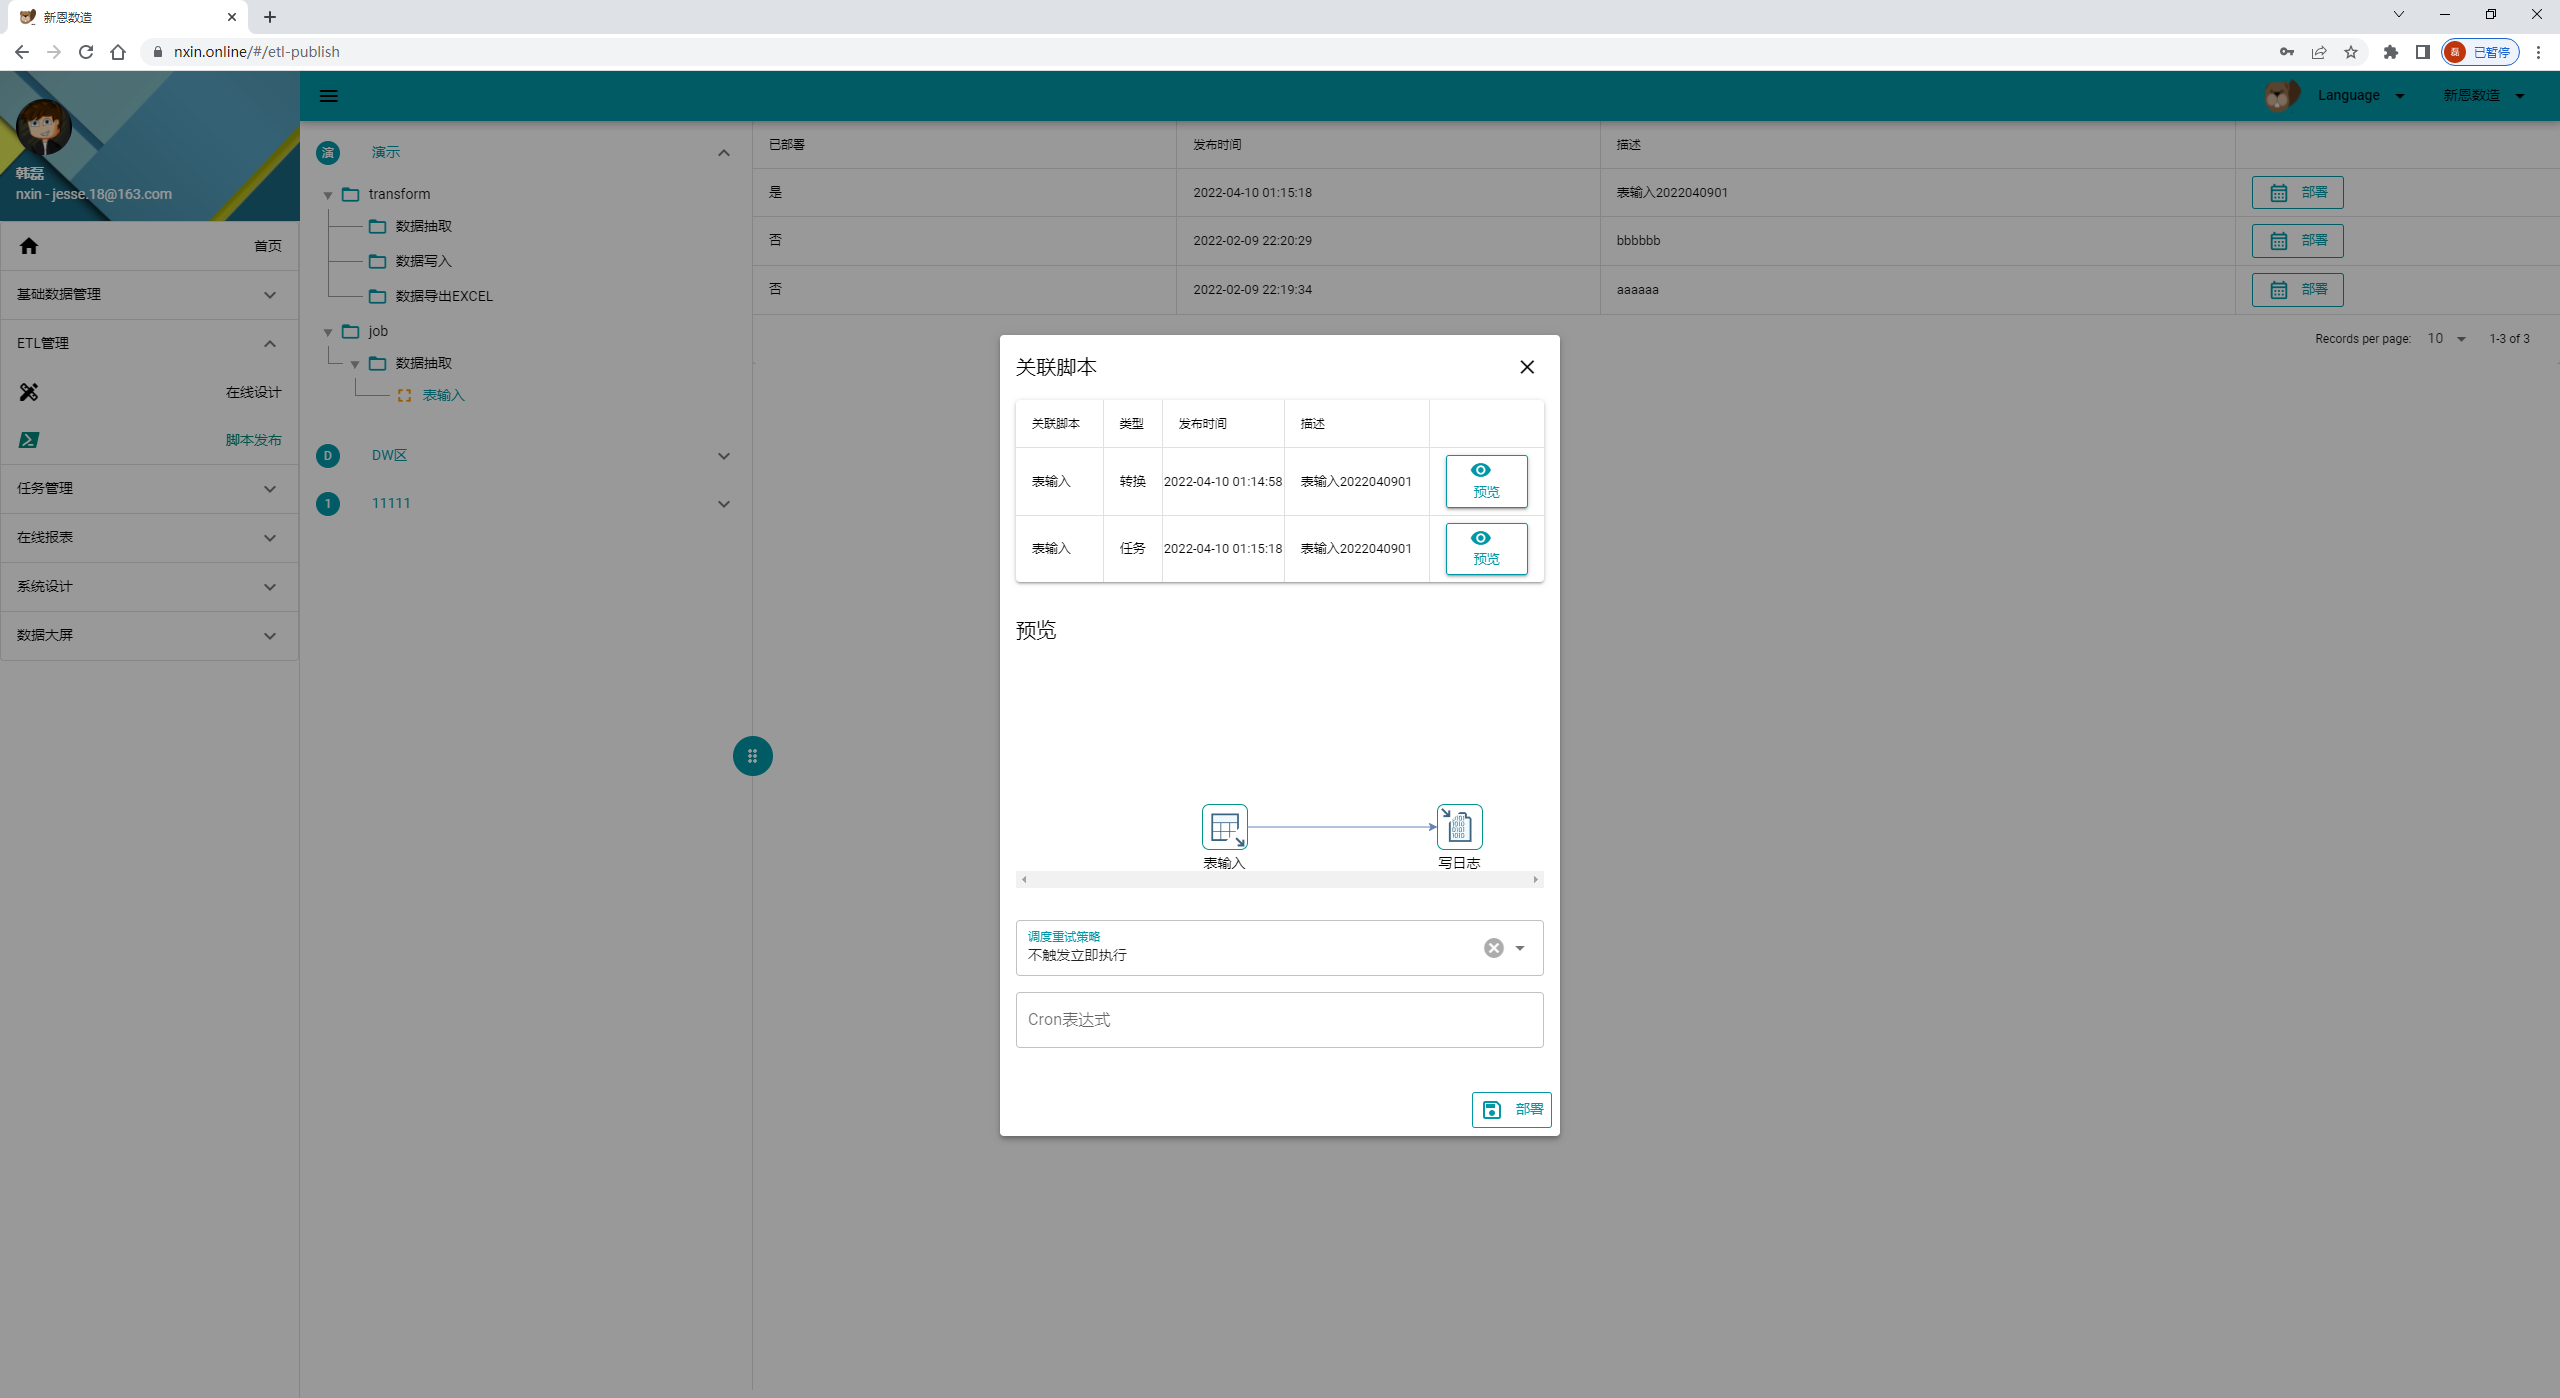 新恩数造
nxin.online/#/etl-publish
已暂停
韩磊
nxin - jesse.18@163.com
首页
基础数据管理
ETL管理
在线设计
脚本发布
任务管理
在线报表
系统设计
数据大屏
Language
新恩数造
演 演示
transform
数据抽取
数据写入
数据导出EXCEL
job
数据抽取
表输入
D DW区
1 11111
已部署 发布时间 描述
是 2022-04-10 01:15:18 表输入2022040901 部署
否 2022-02-09 22:20:29 bbbbbb 部署
否 2022-02-09 22:19:34 aaaaaa 部署
Records per page: 10 1-3 of 3
关联脚本
关联脚本 类型 发布时间 描述
表输入 转换 2022-04-10 01:14:58 表输入2022040901 预览
表输入 任务 2022-04-10 01:15:18 表输入2022040901 预览
预览
表输入 写日志
调度重试策略
不触发立即执行
Cron表达式
部署